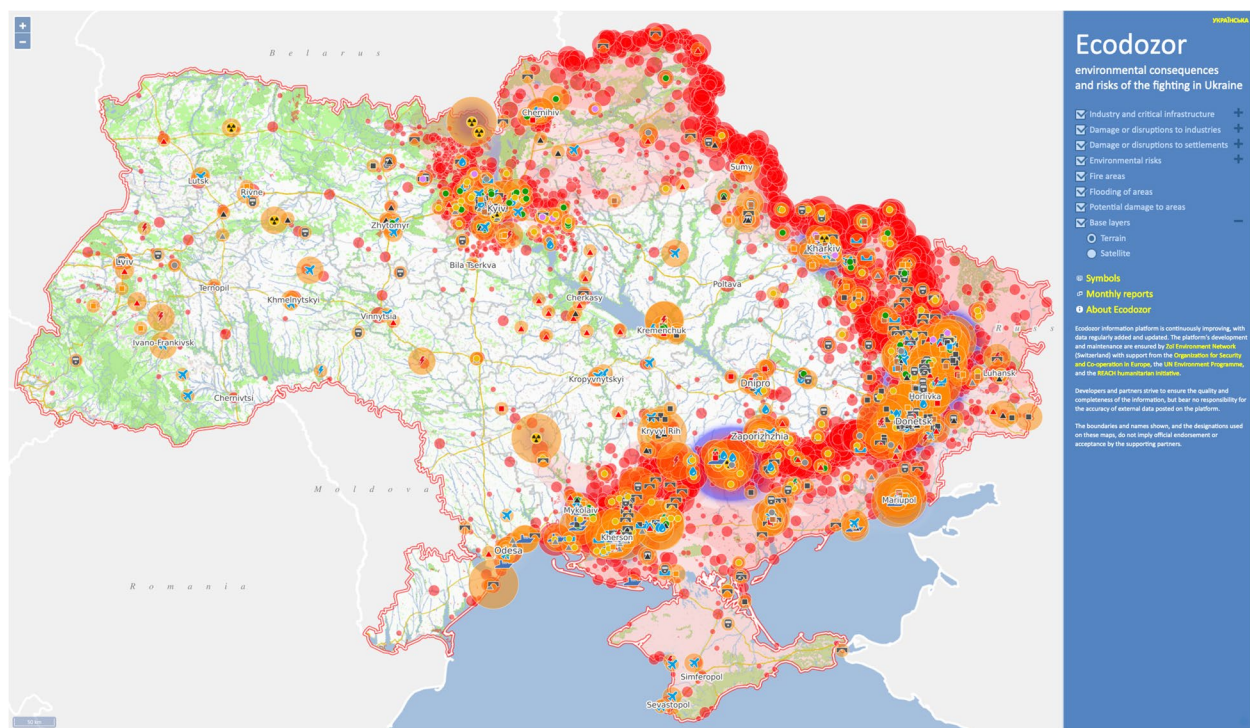 +
−
УКРАЇНСЬКА
Ecodozor
environmental consequences
and risks of the fighting in Ukraine
Industry and critical infrastructure +
Damage or disruptions to industries +
Damage or disruptions to settlements +
Environmental risks +
Fire areas
Flooding of areas
Potential damage to areas
Base layers −
Terrain
Satellite
Symbols
Monthly reports
About Ecodozor
Ecodozor information platform is continuously improving, with
data regularly added and updated. The platform's development
and maintenance are ensured by Zoï Environment Network
(Switzerland) with support from the Organization for Security
and Co-operation in Europe, the UN Environment Programme,
and the REACH humanitarian initiative.
Developers and partners strive to ensure the quality and
completeness of the information, but bear no responsibility for
the accuracy of external data posted on the platform.
The boundaries and names shown, and the designations used
on these maps, do not imply official endorsement or
acceptance by the supporting partners.
Belarus
Chernihiv
Sumy
Lutsk
Rivne
Kyiv
Zhytomyr
Kharkiv
Lviv
Bila Tserkva
Ternopil
Poltava
Khmelnytskyi
Cherkasy
Vinnytsia
Kremenchuk
Russ
Ivano-Frankivsk
Luhansk
Kropyvnytskyi
Dnipro
Horlivka
Chernivtsi
Donetsk
Kryvyi Rih
Zaporizhzhia
Moldova
Mariupol
Mykolaiv
Kherson
Odesa
Romania
Simferopol
Sevastopol
50 km